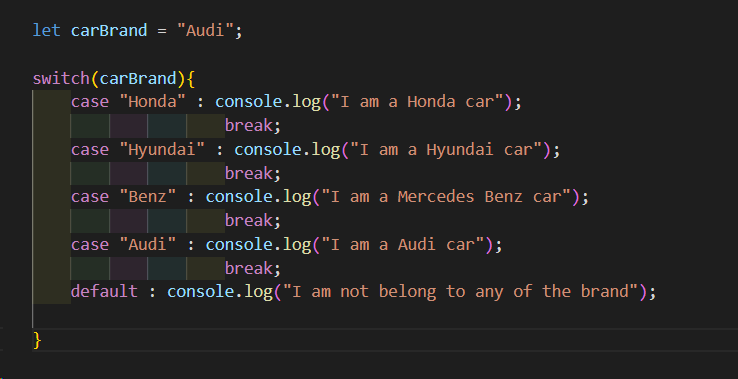 let carBrand = "Audi";
switch(carBrand){
case "Honda" : console.log("I am a Honda car");
break;
case "Hyundai" : console.log("I am a Hyundai car");
break;
case "Benz" : console.log("I am a Mercedes Benz car");
break;
case "Audi" : console.log("I am a Audi car");
break;
default : console.log("I am not belong to any of the brand");
}